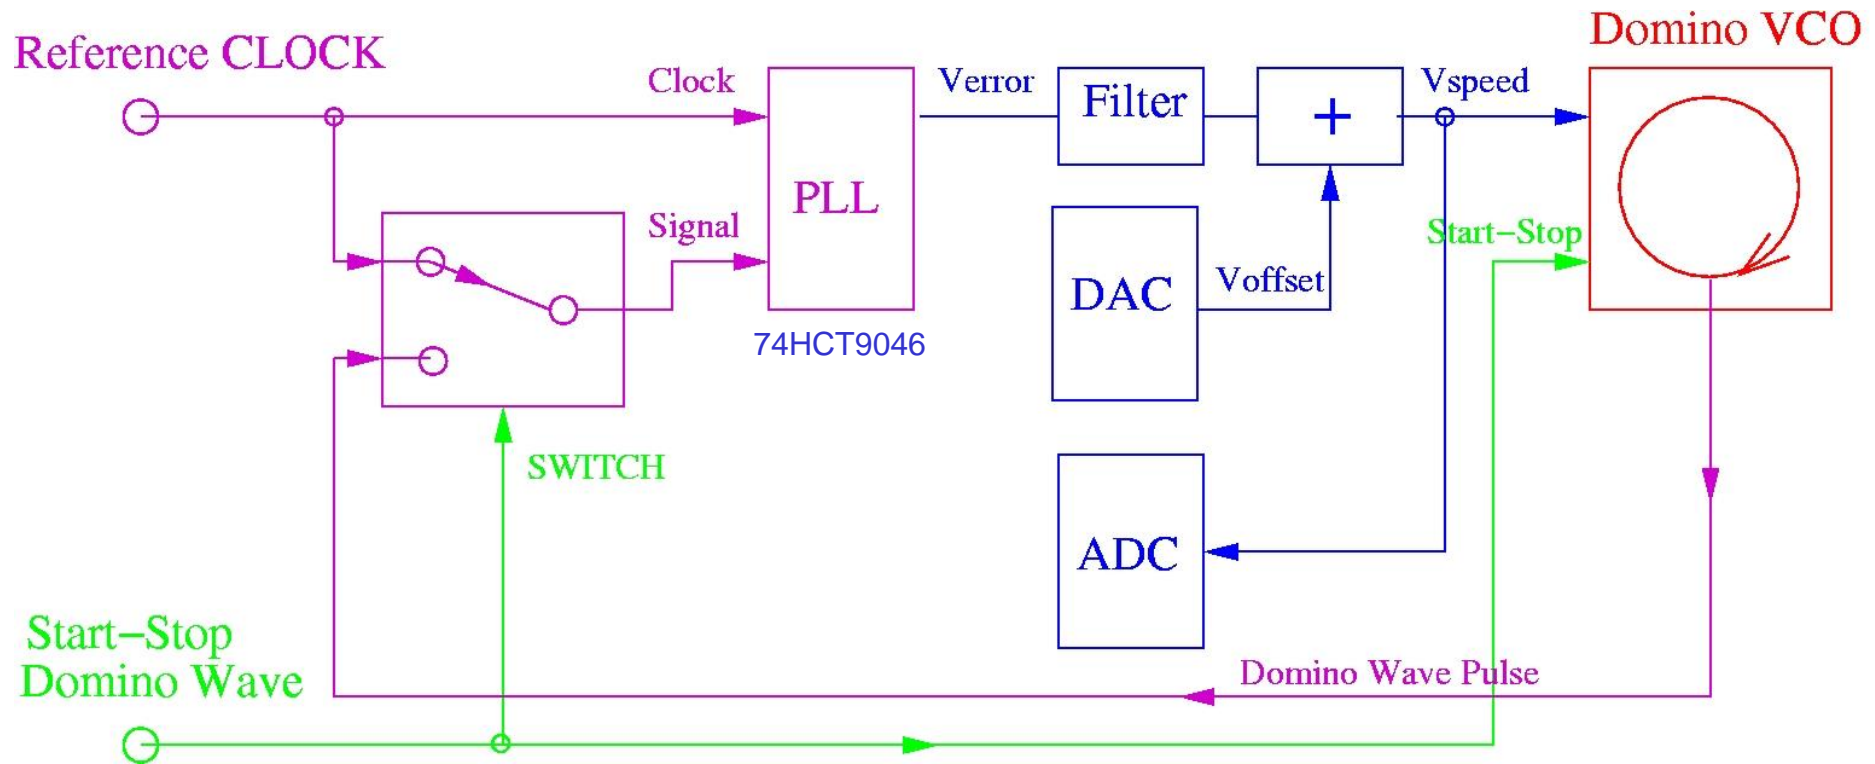 Reference CLOCK
Domino VCO
Clock
Verror
Filter
+
Vspeed
PLL
Signal
Start−Stop
DAC
Voffset
74HCT9046
SWITCH
ADC
Start−Stop
Domino Wave
Domino Wave Pulse